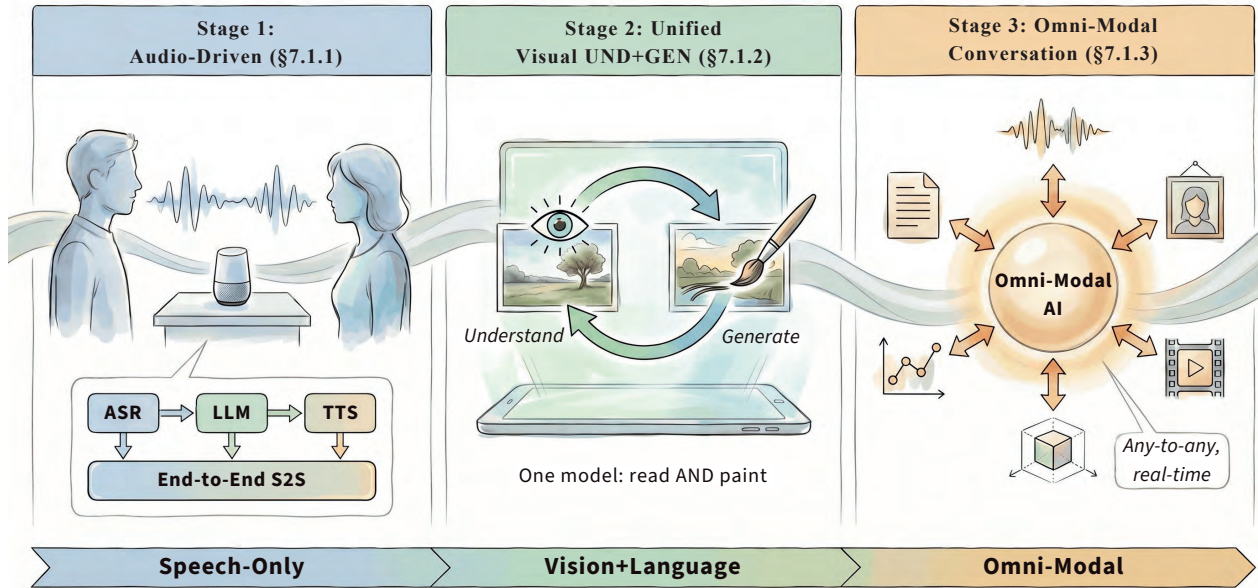 Stage 1:
Audio-Driven (§7.1.1)
Stage 2: Unified
Visual UND+GEN (§7.1.2)
Stage 3: Omni-Modal
Conversation (§7.1.3)
Understand
Generate
Omni-Modal
AI
ASR
LLM
TTS
End-to-End S2S
One model: read AND paint
Any-to-any,
real-time
Speech-Only
Vision+Language
Omni-Modal